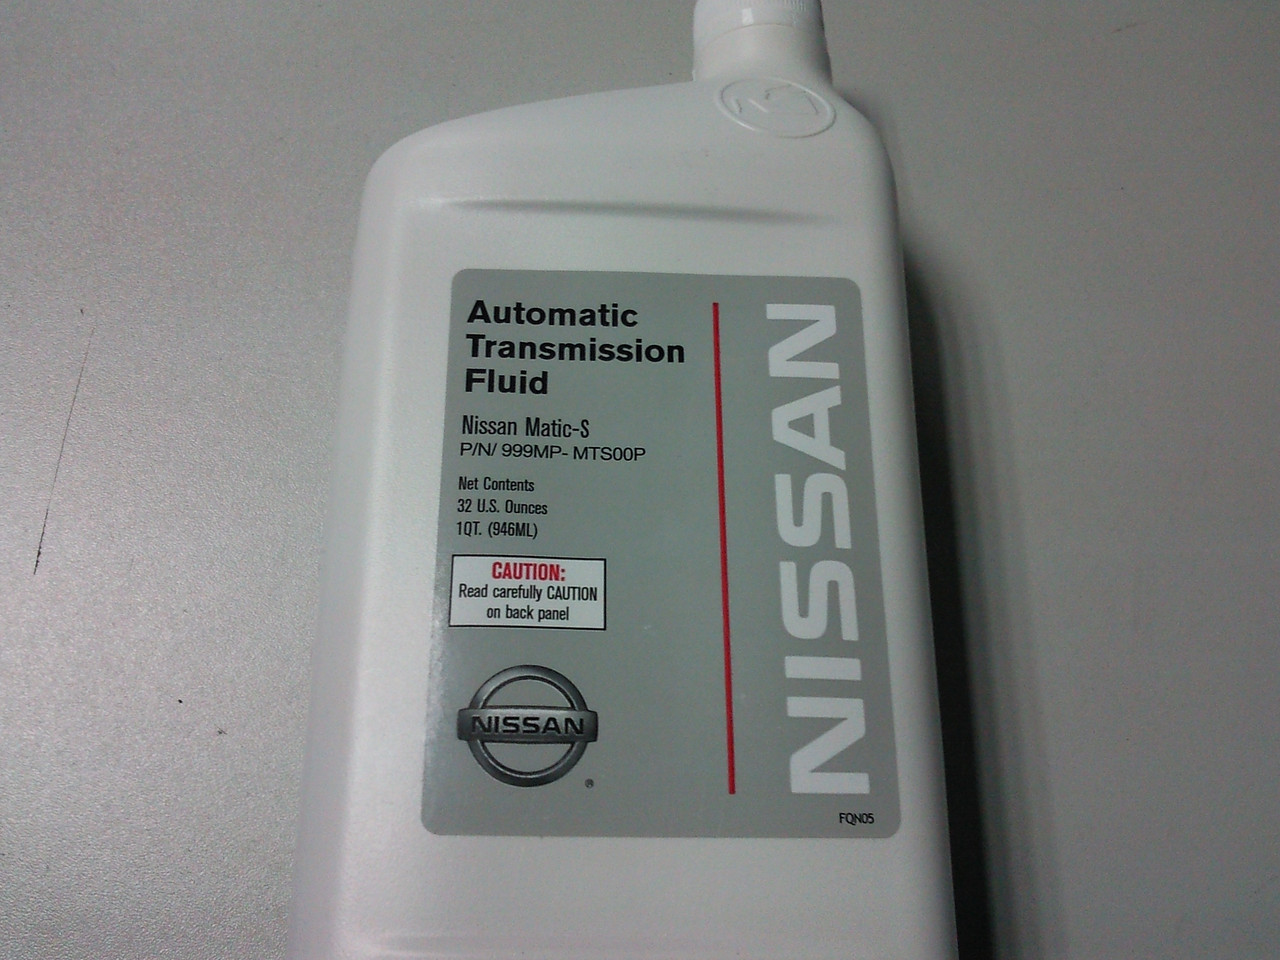 Automatic
Transmission
Fluid
Nissan Matic-S
P/N/ 999MP- MTS00P
Net Contents
32 U.S. Ounces
1QT. (946ML)
CAUTION:
Read carefully CAUTION
on back panel
NISSAN
®
NISSAN
FQN05